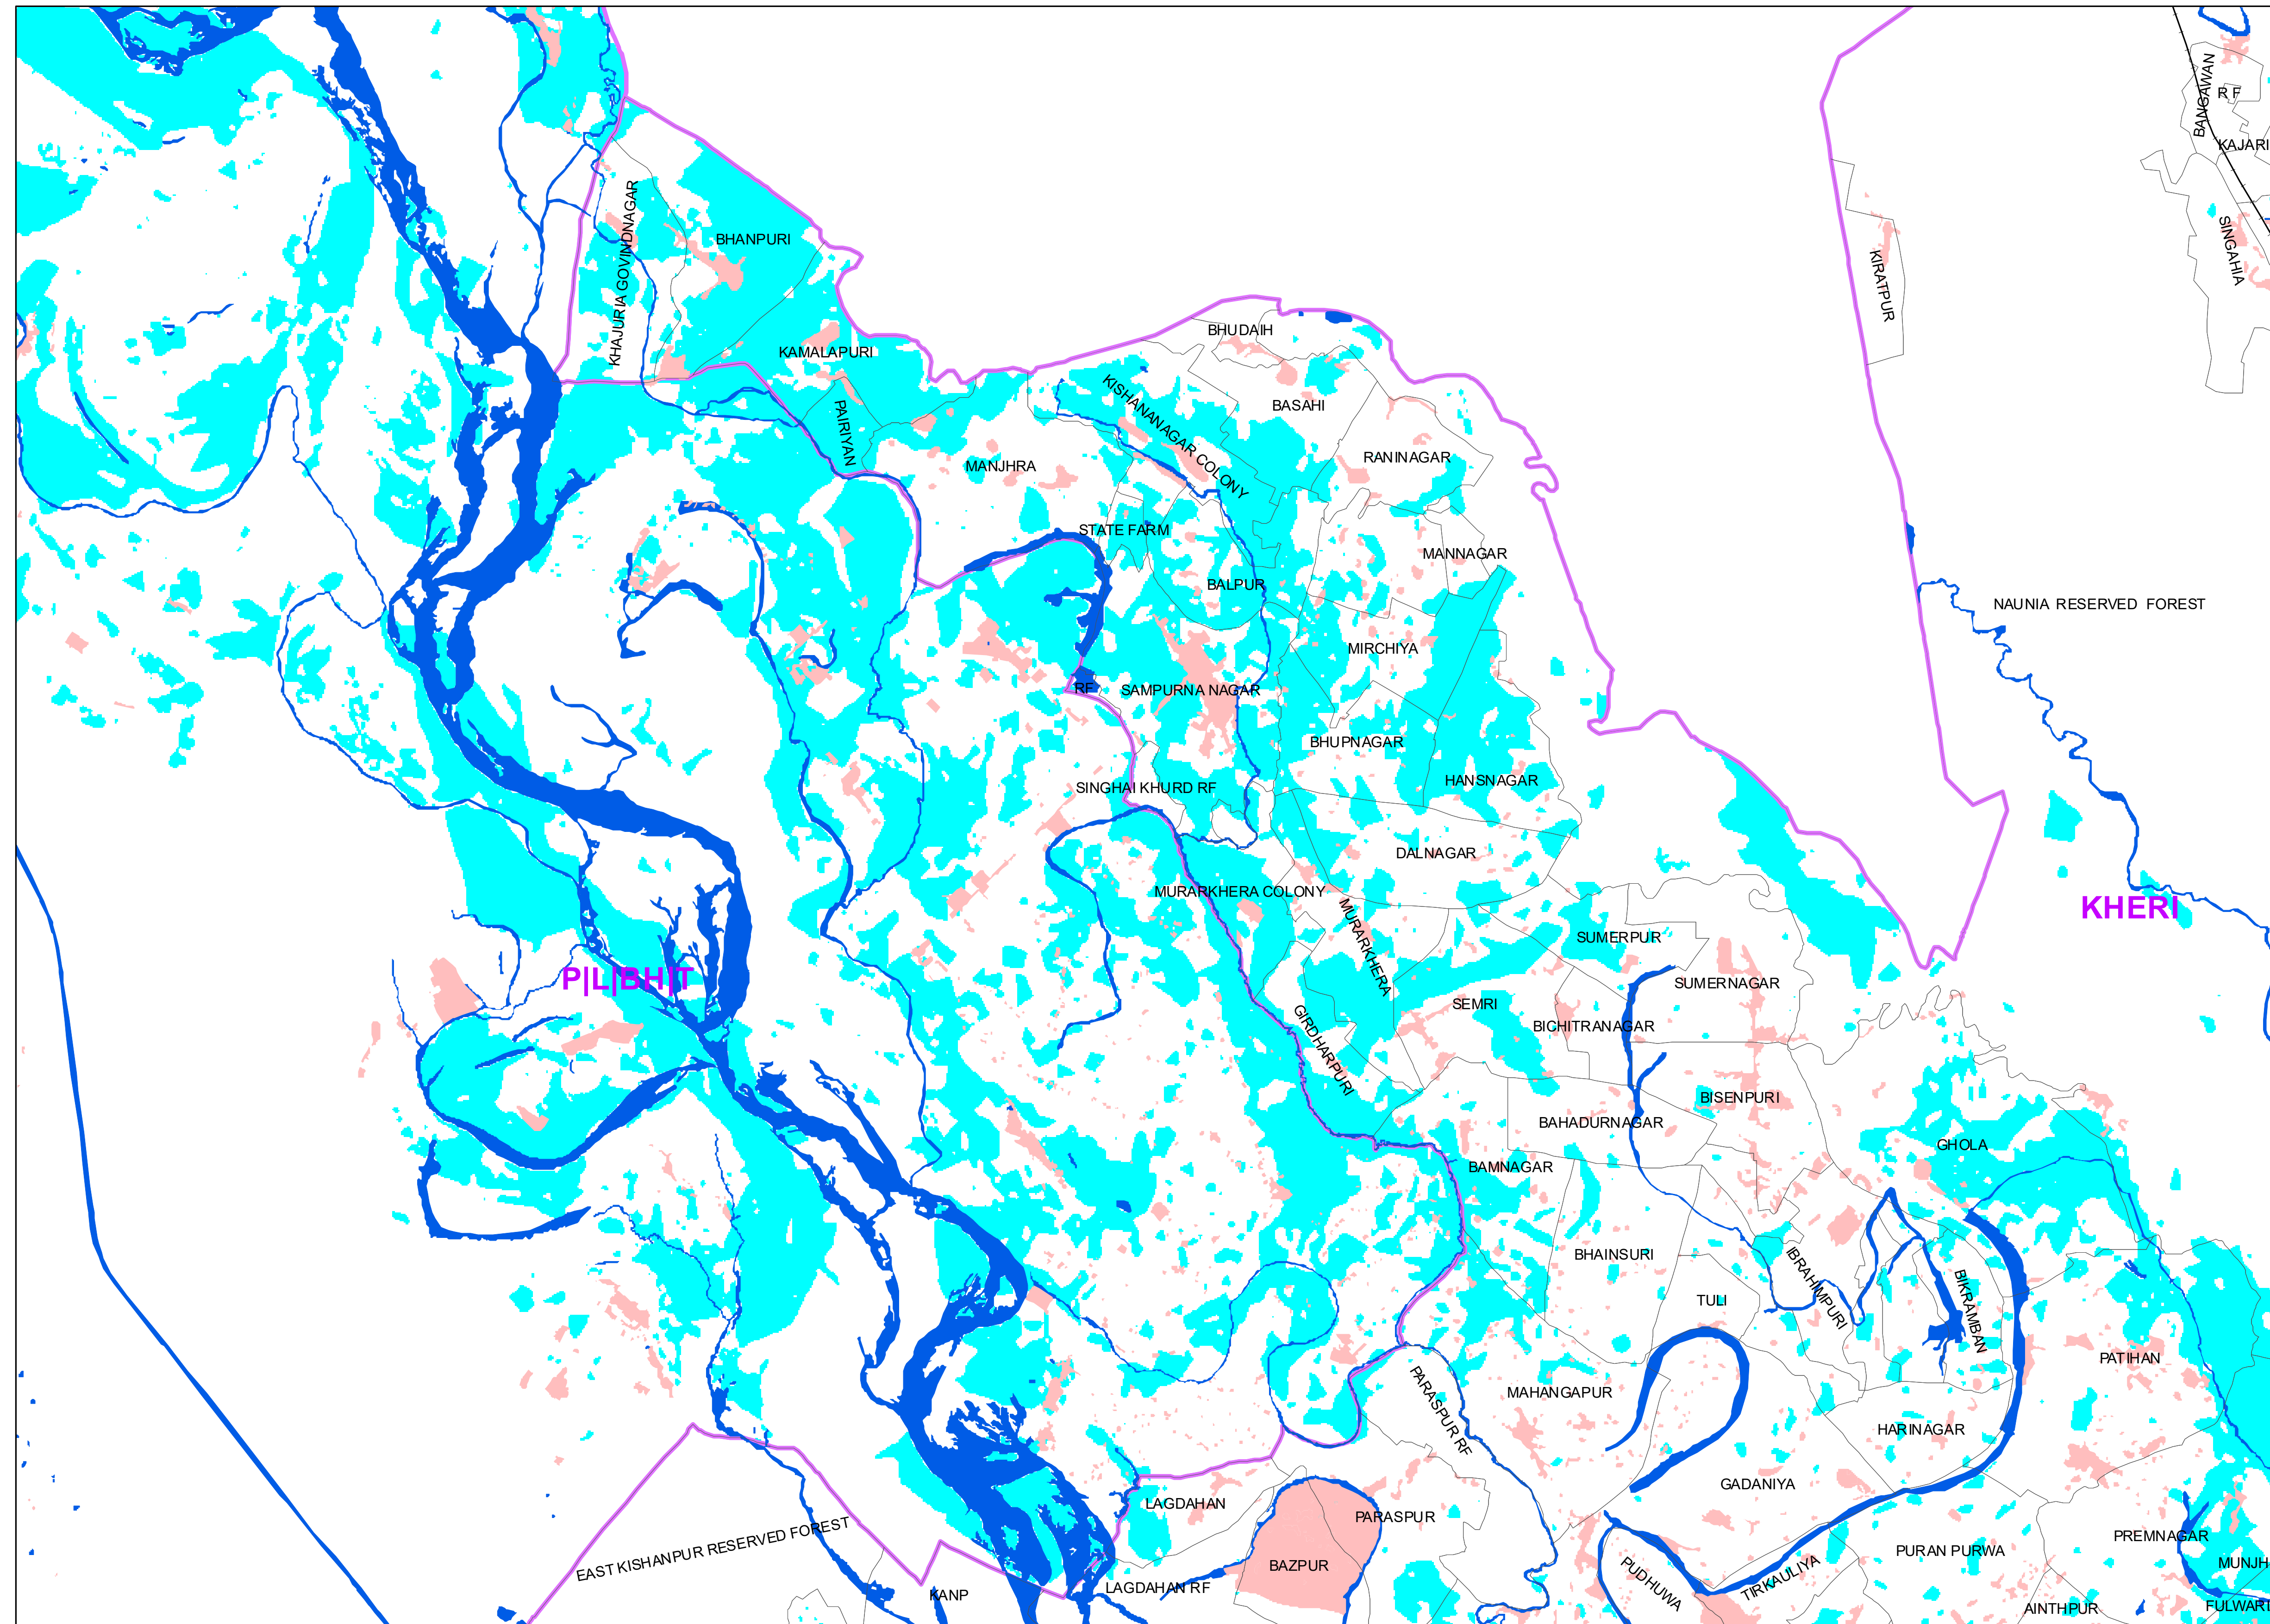 BANGAWAN
R F
KAJARI
KHAJURIA GOVINDNAGAR
BHANPURI
SINGAHIA
KIRATPUR
BHUDAIH
KAMALAPURI
KISHANANAGAR COLONY
BASAHI
PAIRIYAN
RANINAGAR
MANJHRA
STATE FARM
MANNAGAR
BALPUR
NAUNIA RESERVED FOREST
MIRCHIYA
RF
SAMPURNA NAGAR
BHUPNAGAR
HANSNAGAR
SINGHAI KHURD RF
DALNAGAR
MURARKHERA COLONY
KHERI
MURARKHERA
SUMERPUR
P|L|BH|T
SUMERNAGAR
SEMRI
BICHITRANAGAR
GIRDHARPURI
BISENPURI
BAHADURNAGAR
GHOLA
BAMNAGAR
BHAINSURI
IBRAHIMPURI
TULI
BIKRAMBAN
PATIHAN
MAHANGAPUR
PARASPUR RF
HARINAGAR
GADANIYA
LAGDAHAN
PARASPUR
EAST KISHANPUR RESERVED FOREST
PREMNAGAR
PURAN PURWA
BAZPUR
MUNJH
LAGDAHAN RF
KANP
PUDHUWA
TIRKAULIYA
AINTHPUR
FULWARI